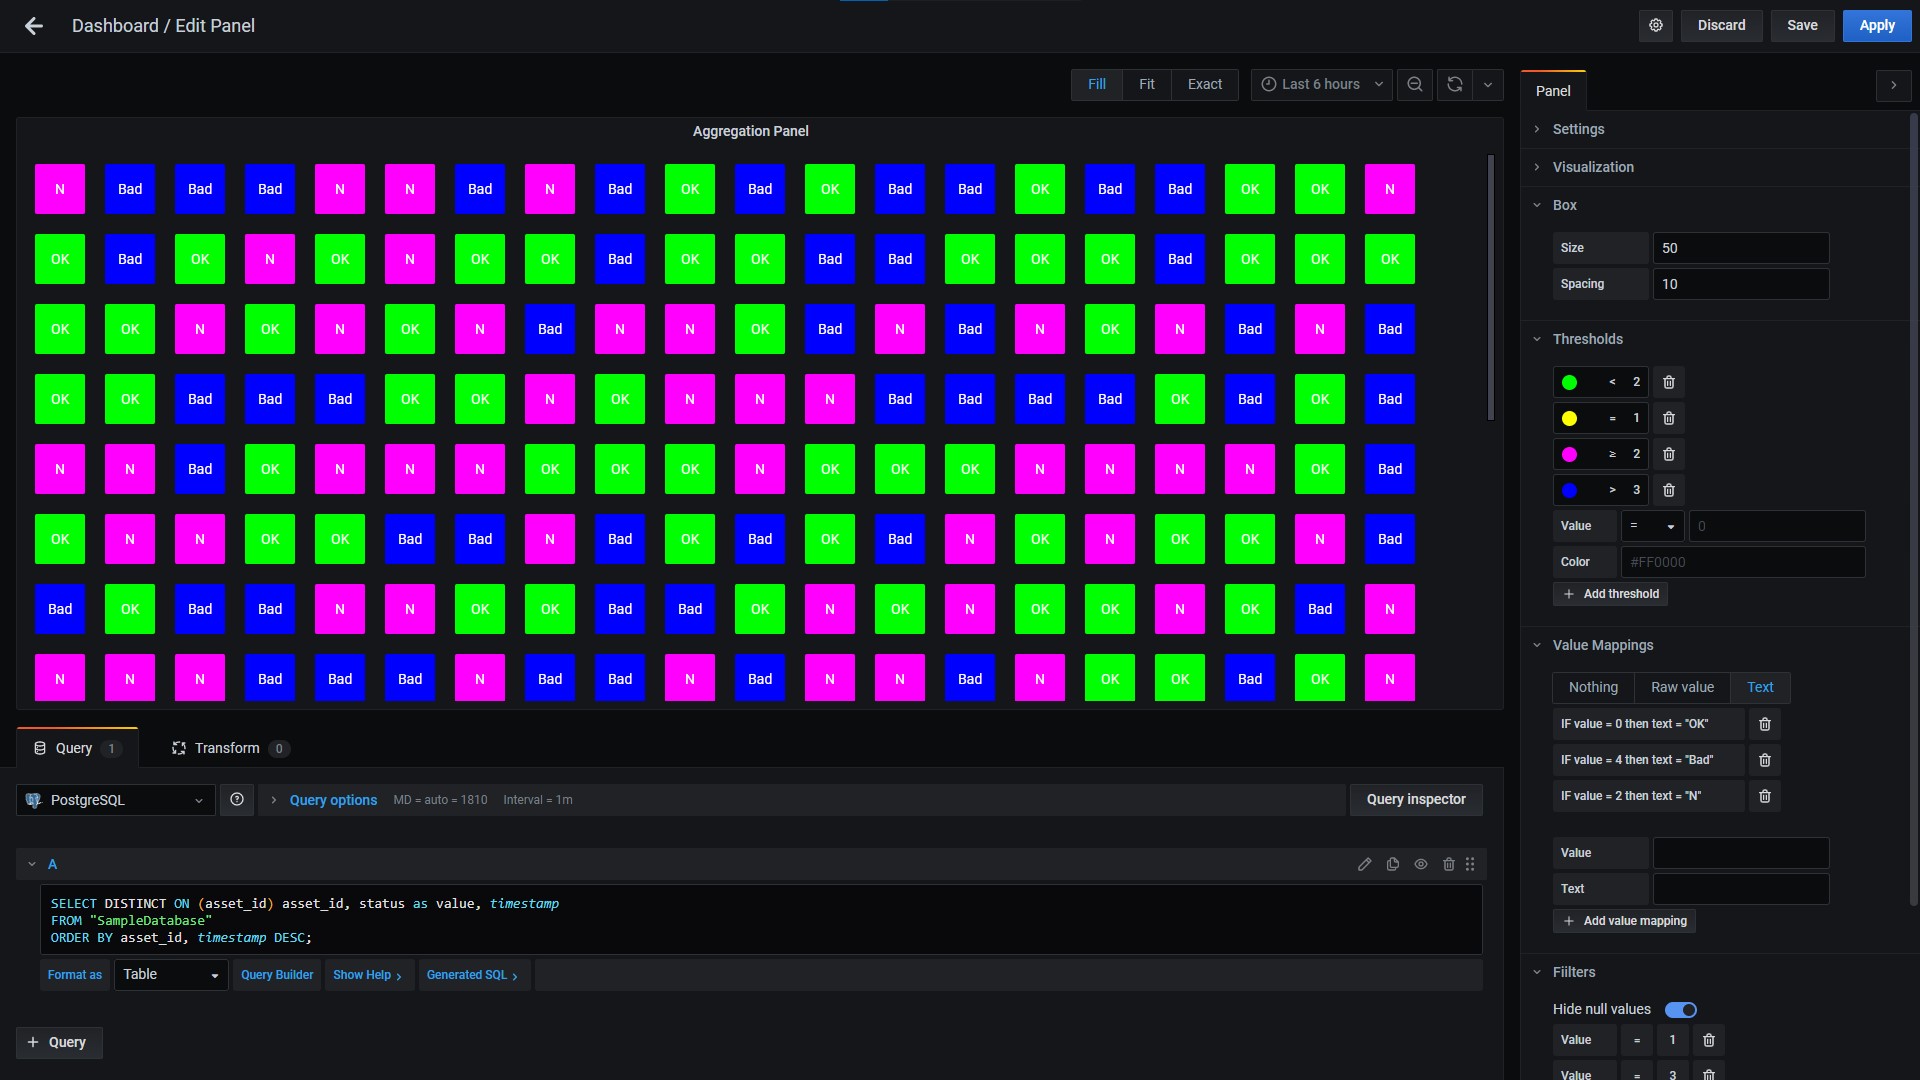 Dashboard / Edit Panel
Discard
Save
Apply
Fill
Fit
Exact
Last 6 hours
Aggregation Panel
N Bad Bad Bad N N Bad N Bad OK Bad OK Bad Bad OK Bad Bad OK OK N
OK Bad OK N OK N OK OK Bad OK OK Bad Bad OK OK OK Bad OK OK OK
OK OK N OK N OK N Bad N N OK Bad N Bad N OK N Bad N Bad
OK OK Bad Bad Bad OK OK N OK N N N Bad Bad Bad Bad OK Bad OK Bad
N N Bad OK N N N OK OK OK N OK OK OK N N N N OK Bad
OK N N OK OK Bad Bad N Bad OK Bad OK Bad N OK N OK OK N Bad
Bad OK Bad Bad N N OK OK Bad Bad OK N OK N OK OK N OK Bad N
N N N Bad Bad Bad N Bad Bad N Bad N N Bad N OK OK Bad OK N
Query 1
Transform 0
PostgreSQL
Query options
MD = auto = 1810
Interval = 1m
Query inspector
A
SELECT DISTINCT ON (asset_id) asset_id, status as value, timestamp
FROM "SampleDatabase"
ORDER BY asset_id, timestamp DESC;
Format as
Table
Query Builder
Show Help
Generated SQL
+ Query
Panel
Settings
Visualization
Box
Size 50
Spacing 10
Thresholds
< 2
= 1
≥ 2
> 3
Value = 0
Color #FF0000
+ Add threshold
Value Mappings
Nothing
Raw value
Text
IF value = 0 then text = "OK"
IF value = 4 then text = "Bad"
IF value = 2 then text = "N"
Value
Text
+ Add value mapping
Fiilters
Hide null values
Value = 1
Value = 3